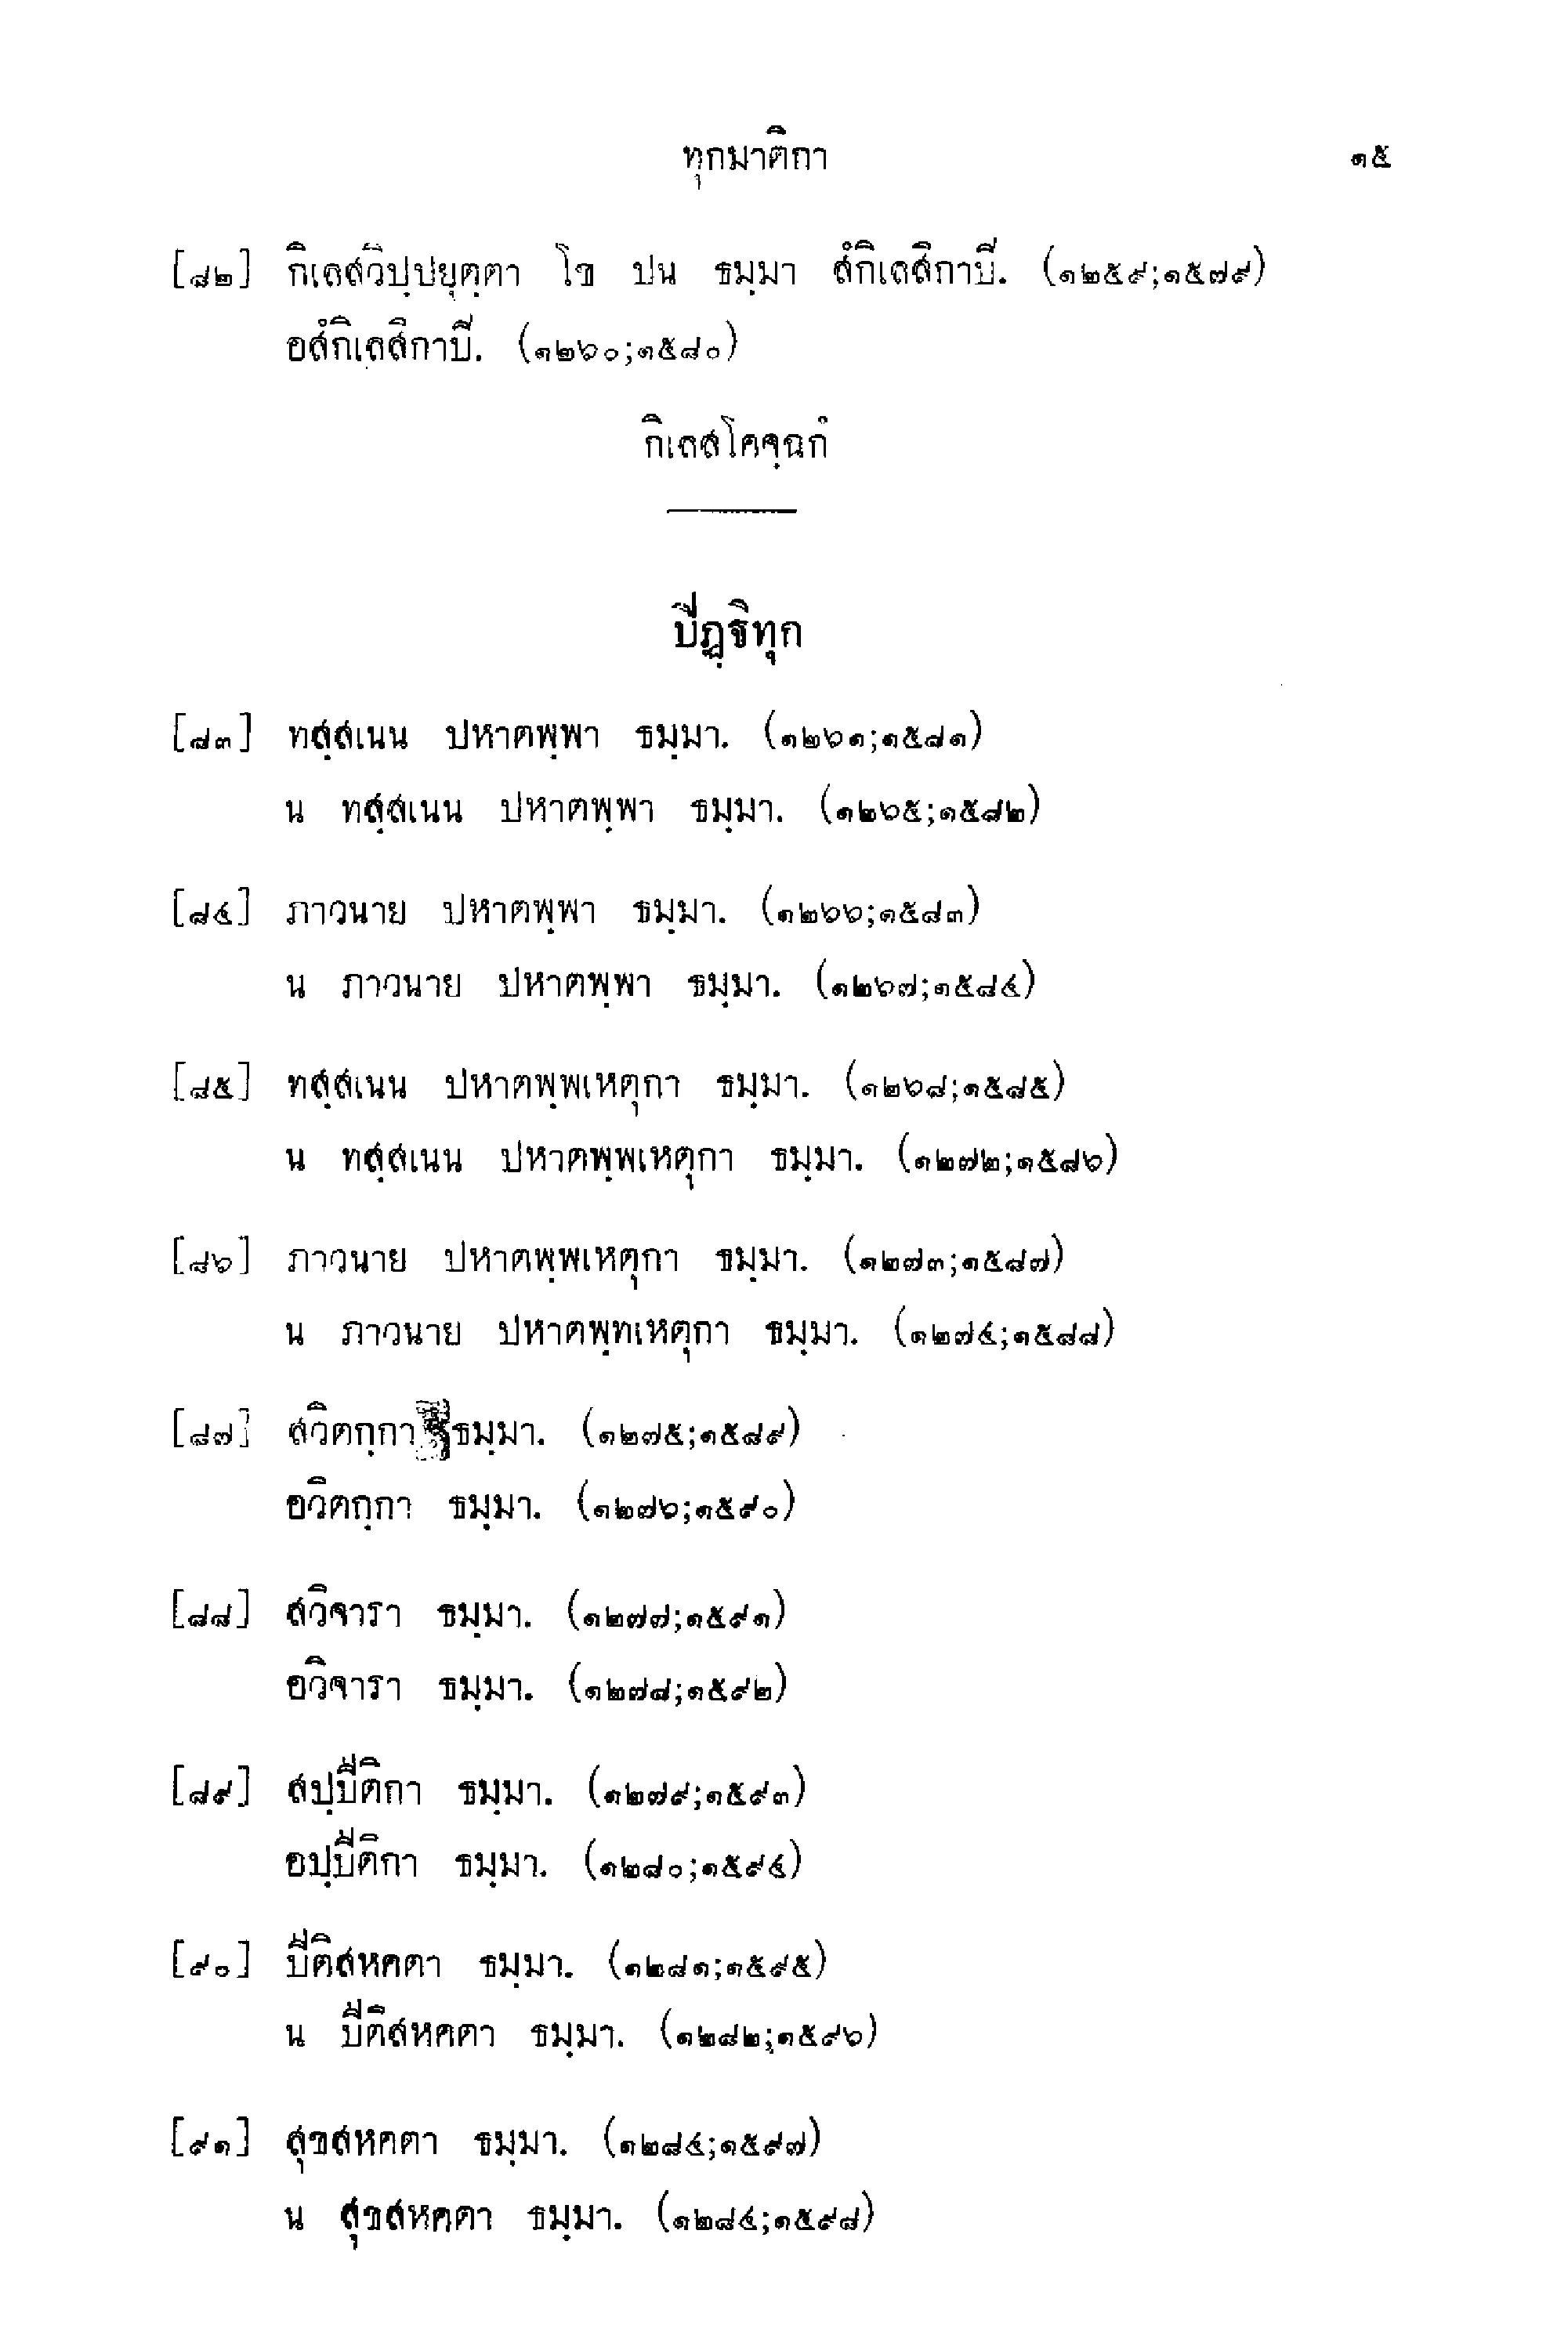 ทุกมาติกา ๑๕
[๘๒] กิเลสวิปฺปยุตฺตา โข ปน ธมฺมา สํกิเลสิกาปี. (๑๒๕๙;๑๕๗๙)
อสํกิเลสิกาปี. (๑๒๖๐;๑๕๘๐)
กิเลสโคจฺฉกํ
ปีฏฺฐิทุก
[๘๓] ทสฺสเนน ปหาตพฺพา ธมฺมา. (๑๒๖๑;๑๕๘๑)
น ทสฺสเนน ปหาตพฺพา ธมฺมา. (๑๒๖๕;๑๕๘๒)
[๘๔] ภาวนาย ปหาตพฺพา ธมฺมา. (๑๒๖๖;๑๕๘๓)
น ภาวนาย ปหาตพฺพา ธมฺมา. (๑๒๖๗;๑๕๘๔)
[๘๕] ทสฺสเนน ปหาตพฺพเหตุกา ธมฺมา. (๑๒๖๘;๑๕๘๕)
น ทสฺสเนน ปหาตพฺพเหตุกา ธมฺมา. (๑๒๗๒;๑๕๘๖)
[๘๖] ภาวนาย ปหาตพฺพเหตุกา ธมฺมา. (๑๒๗๓;๑๕๘๗)
น ภาวนาย ปหาตพฺทเหตุกา ธมฺมา. (๑๒๗๔;๑๕๘๘)
[๘๗] สวิตกฺกา ธมฺมา. (๑๒๗๕;๑๕๘๙)
อวิตกฺกา ธมฺมา. (๑๒๗๖;๑๕๙๐)
[๘๘] สวิจารา ธมฺมา. (๑๒๗๗;๑๕๙๑)
อวิจารา ธมฺมา. (๑๒๗๘;๑๕๙๒)
[๘๙] สปฺปีติกา ธมฺมา. (๑๒๗๙;๑๕๙๓)
อปฺปีติกา ธมฺมา. (๑๒๘๐;๑๕๙๔)
[๙๐] ปีติสหคตา ธมฺมา. (๑๒๘๑;๑๕๙๕)
น ปีติสหคตา ธมฺมา. (๑๒๘๒;๑๕๙๖)
[๙๑] สุขสหคตา ธมฺมา. (๑๒๘๔;๑๕๙๗)
น สุขสหคตา ธมฺมา. (๑๒๘๔;๑๕๙๘)